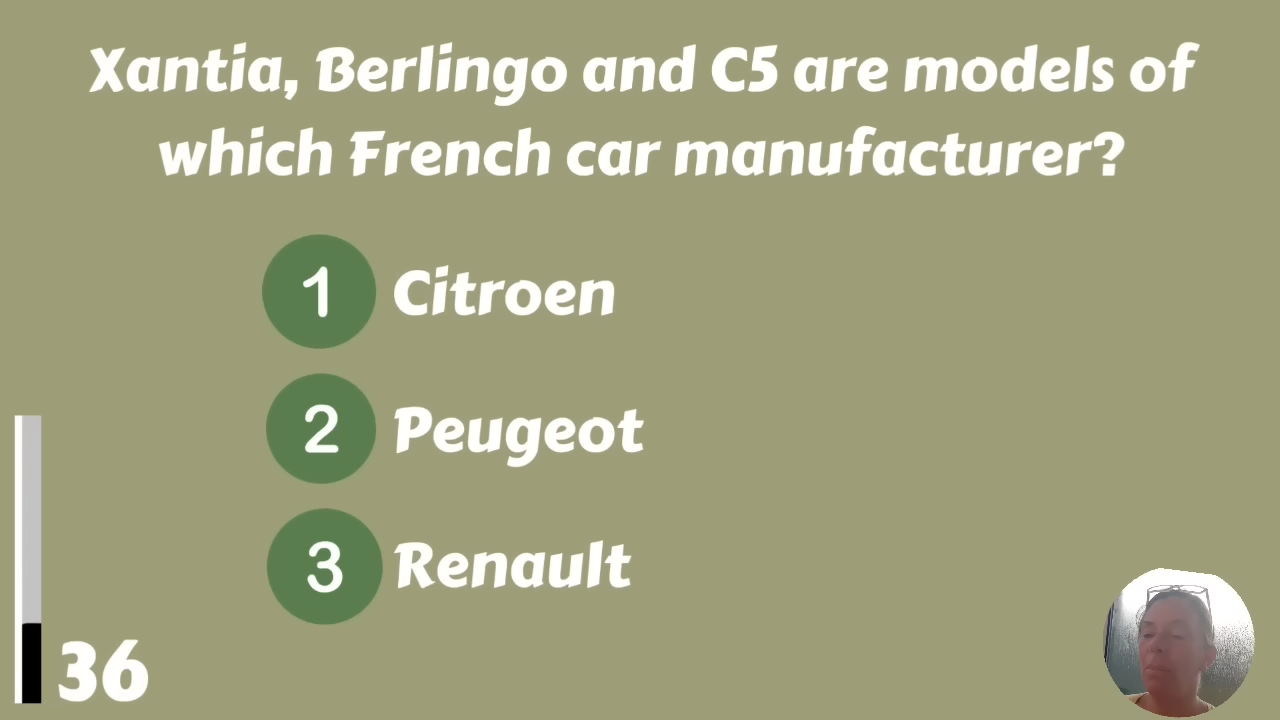 Xantia, Berlingo and C5 are models of
which French car manufacturer?
1 Citroen
2 Peugeot
3 Renault
36